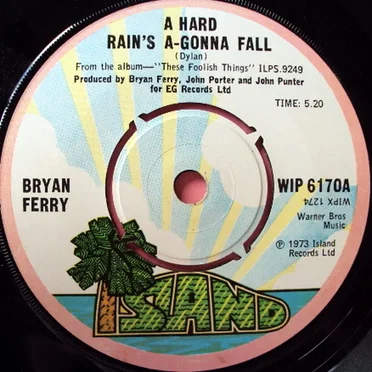 A HARD
RAIN'S A-GONNA FALL
(Dylan)
From the album—"These Foolish Things" ILPS.9249
Produced by Bryan Ferry, John Porter and John Punter
for EG Records Ltd
TIME: 5.20
BRYAN
FERRY
WIP 6170A
WIPX 1274
Warner Bros
Music
℗ 1973 Island
Records Ltd
ISLAND